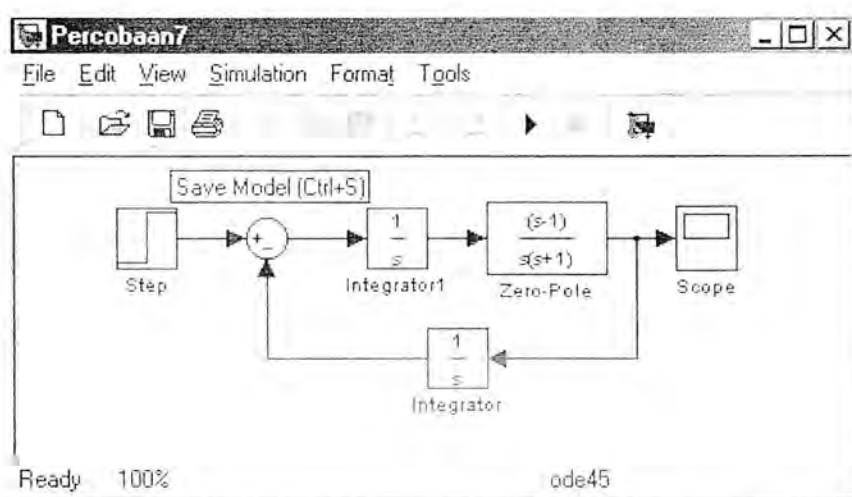 Percobaan7
File Edit View Simulation Format Tools
Save Model (Ctrl+S)
+
-
1
s
(s-1)
s(s+1)
Step
Integrator1
Zero-Pole
Scope
1
s
Integrator
Ready 100% ode45